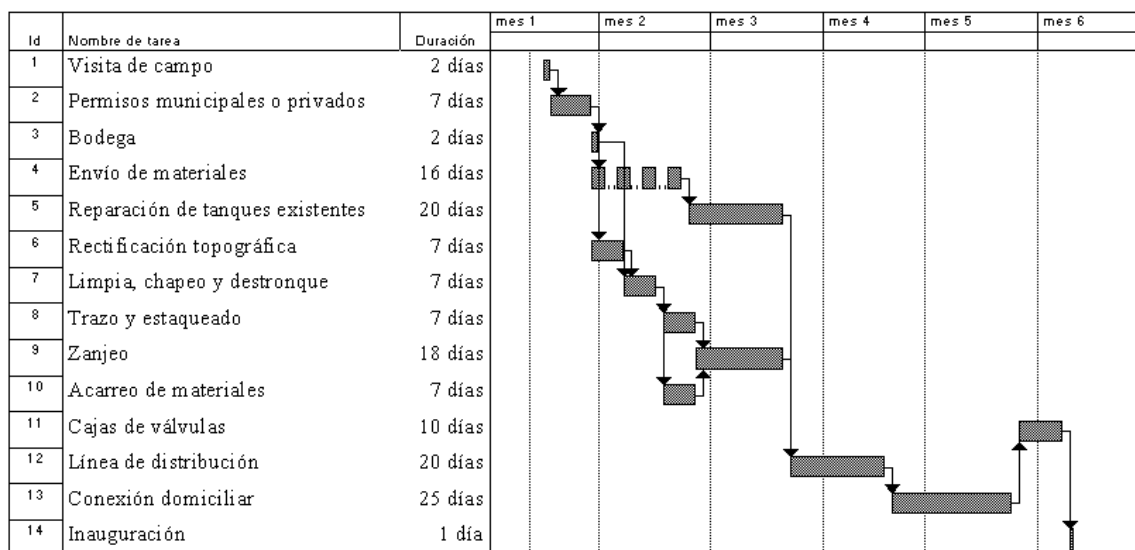 mes 1 mes 2 mes 3 mes 4 mes 5 mes 6
Id Nombre de tarea Duración
1 Visita de campo 2 días
2 Permisos municipales o privados 7 días
3 Bodega 2 días
4 Envío de materiales 16 días
5 Reparación de tanques existentes 20 días
6 Rectificación topográfica 7 días
7 Limpia, chapeo y destronque 7 días
8 Trazo y estaqueado 7 días
9 Zanjeo 18 días
10 Acarreo de materiales 7 días
11 Cajas de válvulas 10 días
12 Línea de distribución 20 días
13 Conexión domiciliar 25 días
14 Inauguración 1 día